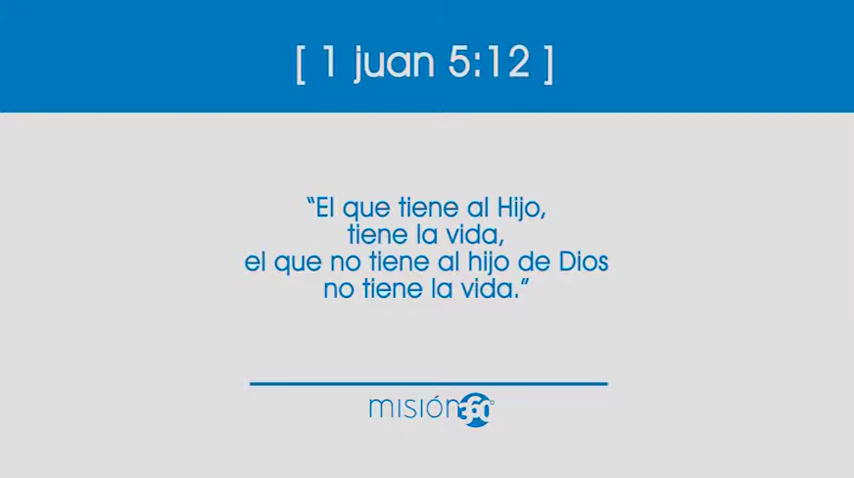 [ 1 juan 5:12 ]
“El que tiene al Hijo,
tiene la vida,
el que no tiene al hijo de Dios
no tiene la vida.”
misión360°